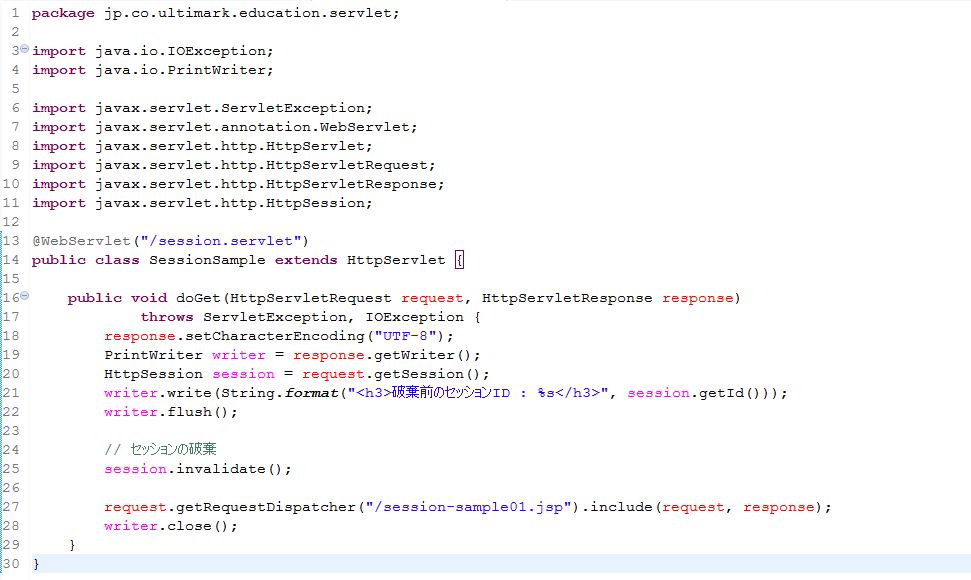 1 package jp.co.ultimark.education.servlet;
2
3 import java.io.IOException;
4 import java.io.PrintWriter;
5
6 import javax.servlet.ServletException;
7 import javax.servlet.annotation.WebServlet;
8 import javax.servlet.http.HttpServlet;
9 import javax.servlet.http.HttpServletRequest;
10 import javax.servlet.http.HttpServletResponse;
11 import javax.servlet.http.HttpSession;
12
13 @WebServlet("/session.servlet")
14 public class SessionSample extends HttpServlet {
15
16     public void doGet(HttpServletRequest request, HttpServletResponse response)
17             throws ServletException, IOException {
18         response.setCharacterEncoding("UTF-8");
19         PrintWriter writer = response.getWriter();
20         HttpSession session = request.getSession();
21         writer.write(String.format("<h3>破棄前のセッションID : %s</h3>", session.getId()));
22         writer.flush();
23
24         // セッションの破棄
25         session.invalidate();
26
27         request.getRequestDispatcher("/session-sample01.jsp").include(request, response);
28         writer.close();
29     }
30 }